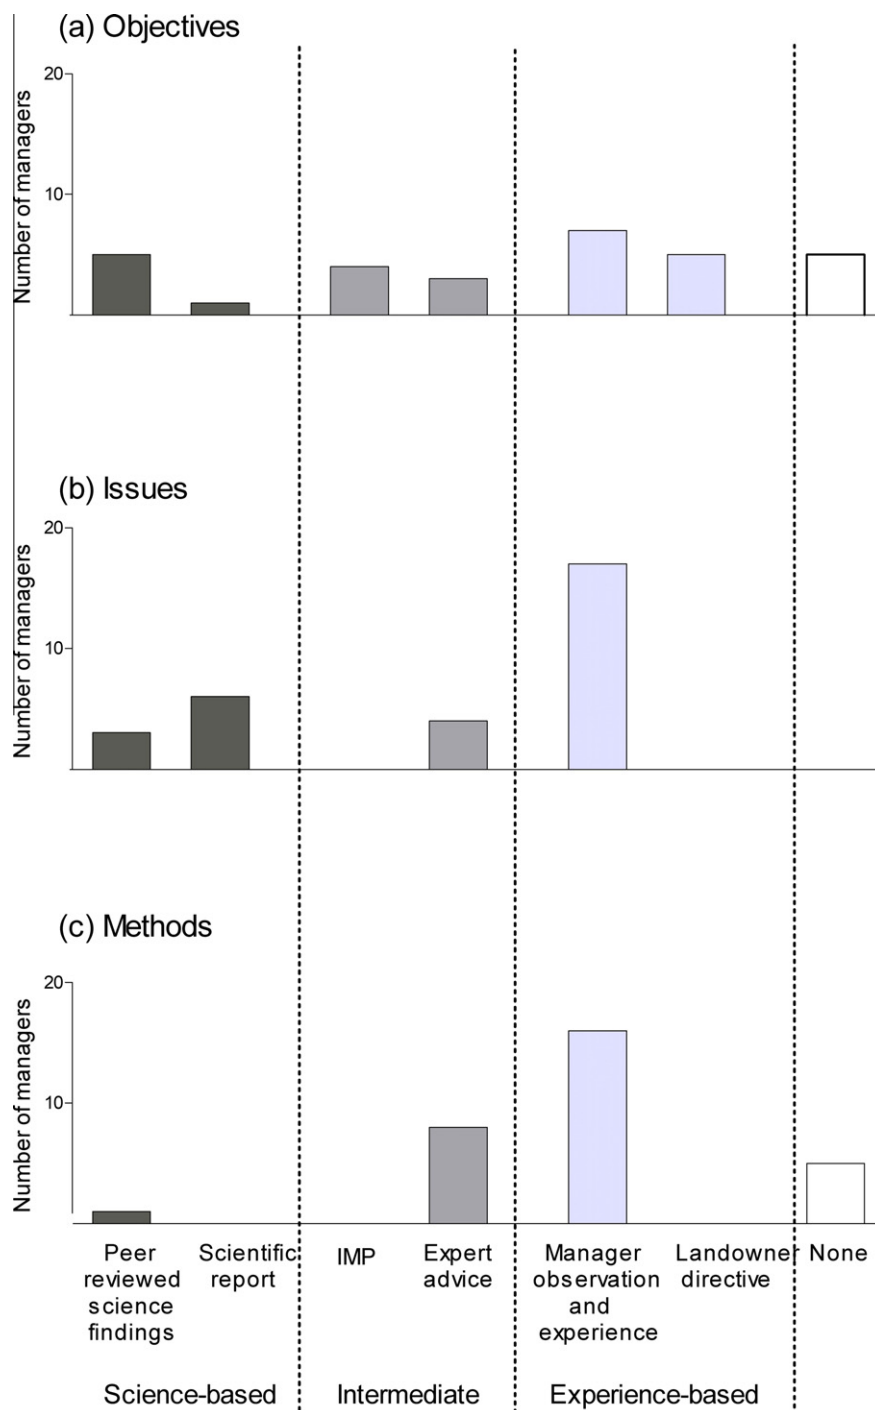 (a) Objectives
20
10
Number of managers
(b) Issues
20
10
Number of managers
(c) Methods
20
10
Number of managers
Peer
reviewed
science
findings
Scientific
report
IMP
Expert
advice
Manager
observation
and
experience
Landowner
directive
None
Science-based
Intermediate
Experience-based